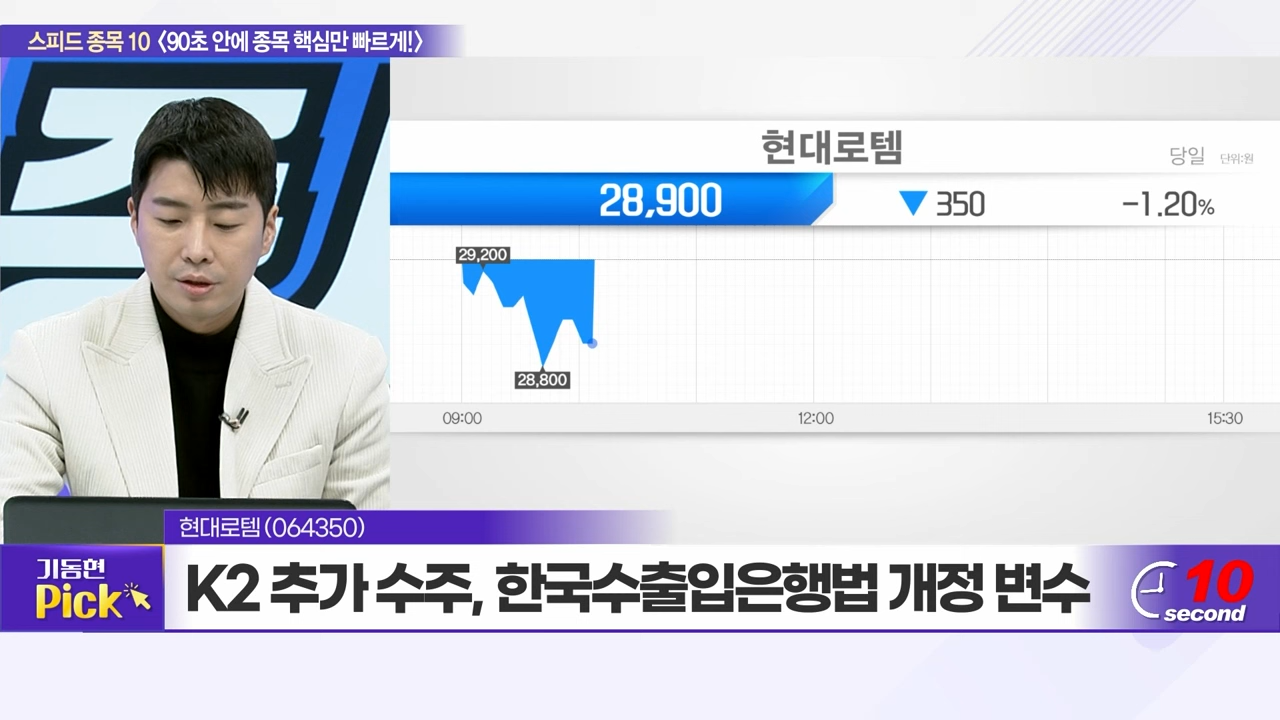 스피드 종목 10 〈90초 안에 종목 핵심만 빠르게!〉
현대로템
당일 단위:원
28,900 ▼ 350 -1.20%
29,200
28,800
09:00 12:00 15:30
현대로템(064350)
기동현
Pick
K2 추가 수주, 한국수출입은행법 개정 변수
10
second